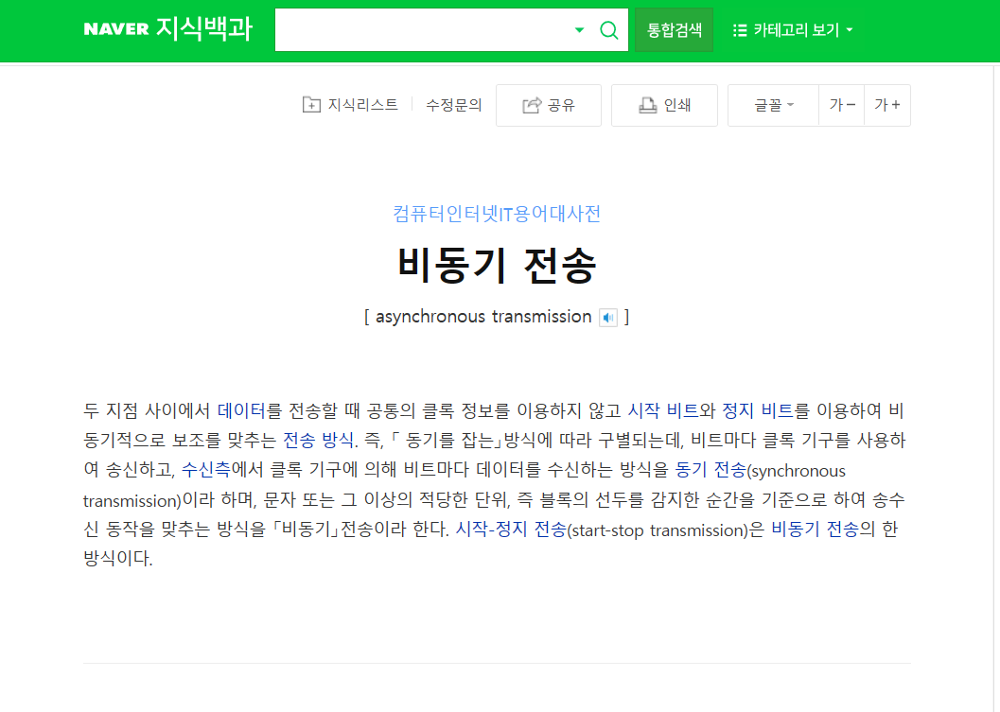 NAVER 지식백과 통합검색 카테고리 보기
지식리스트 수정문의 공유 인쇄 글꼴 가- 가+
컴퓨터인터넷IT용어대사전
비동기 전송
[ asynchronous transmission ]
두 지점 사이에서 데이터를 전송할 때 공통의 클록 정보를 이용하지 않고 시작 비트와 정지 비트를 이용하여 비
동기적으로 보조를 맞추는 전송 방식. 즉, 「 동기를 잡는」방식에 따라 구별되는데, 비트마다 클록 기구를 사용하
여 송신하고, 수신측에서 클록 기구에 의해 비트마다 데이터를 수신하는 방식을 동기 전송(synchronous
transmission)이라 하며, 문자 또는 그 이상의 적당한 단위, 즉 블록의 선두를 감지한 순간을 기준으로 하여 송수
신 동작을 맞추는 방식을 「비동기」전송이라 한다. 시작-정지 전송(start-stop transmission)은 비동기 전송의 한
방식이다.